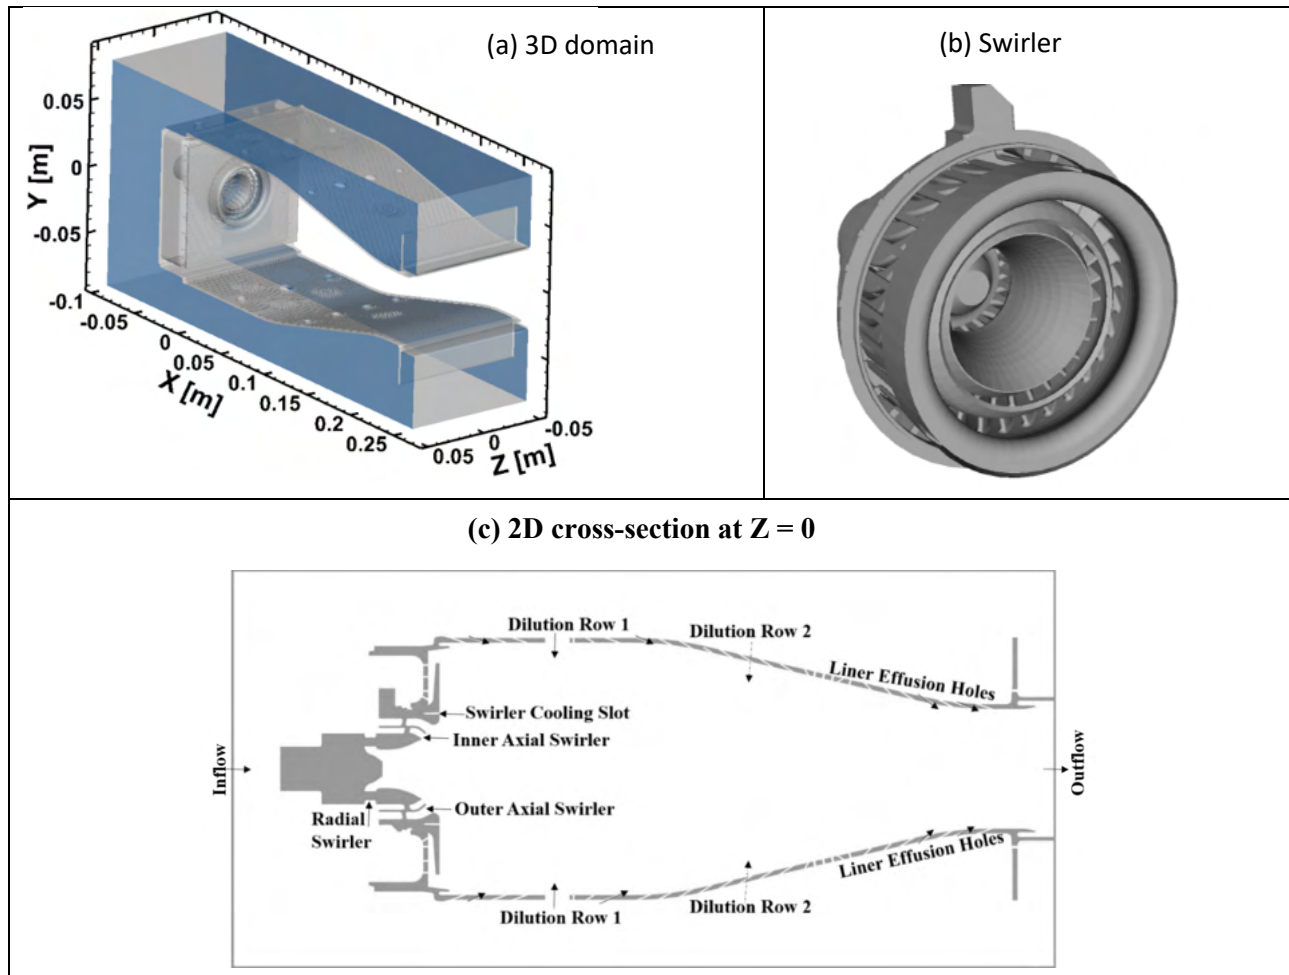 (a) 3D domain
0.05
0
-0.05
Y [m]
-0.1
-0.05
0
0.05
0.1
0.15
0.2
0.25
X [m]
0.05
0
-0.05
Z [m]
(b) Swirler
(c) 2D cross-section at Z = 0
Dilution Row 1
Dilution Row 2
Liner Effusion Holes
Swirler Cooling Slot
Inner Axial Swirler
Inflow
Outflow
Outer Axial Swirler
Radial
Swirler
Liner Effusion Holes
Dilution Row 1
Dilution Row 2